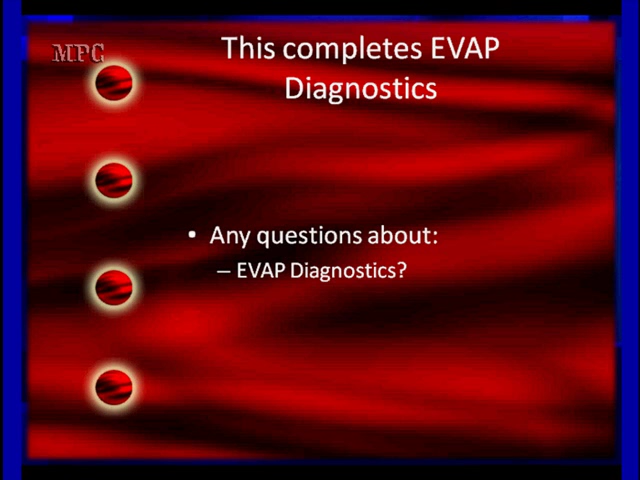 MPC
This completes EVAP
Diagnostics
• Any questions about:
– EVAP Diagnostics?